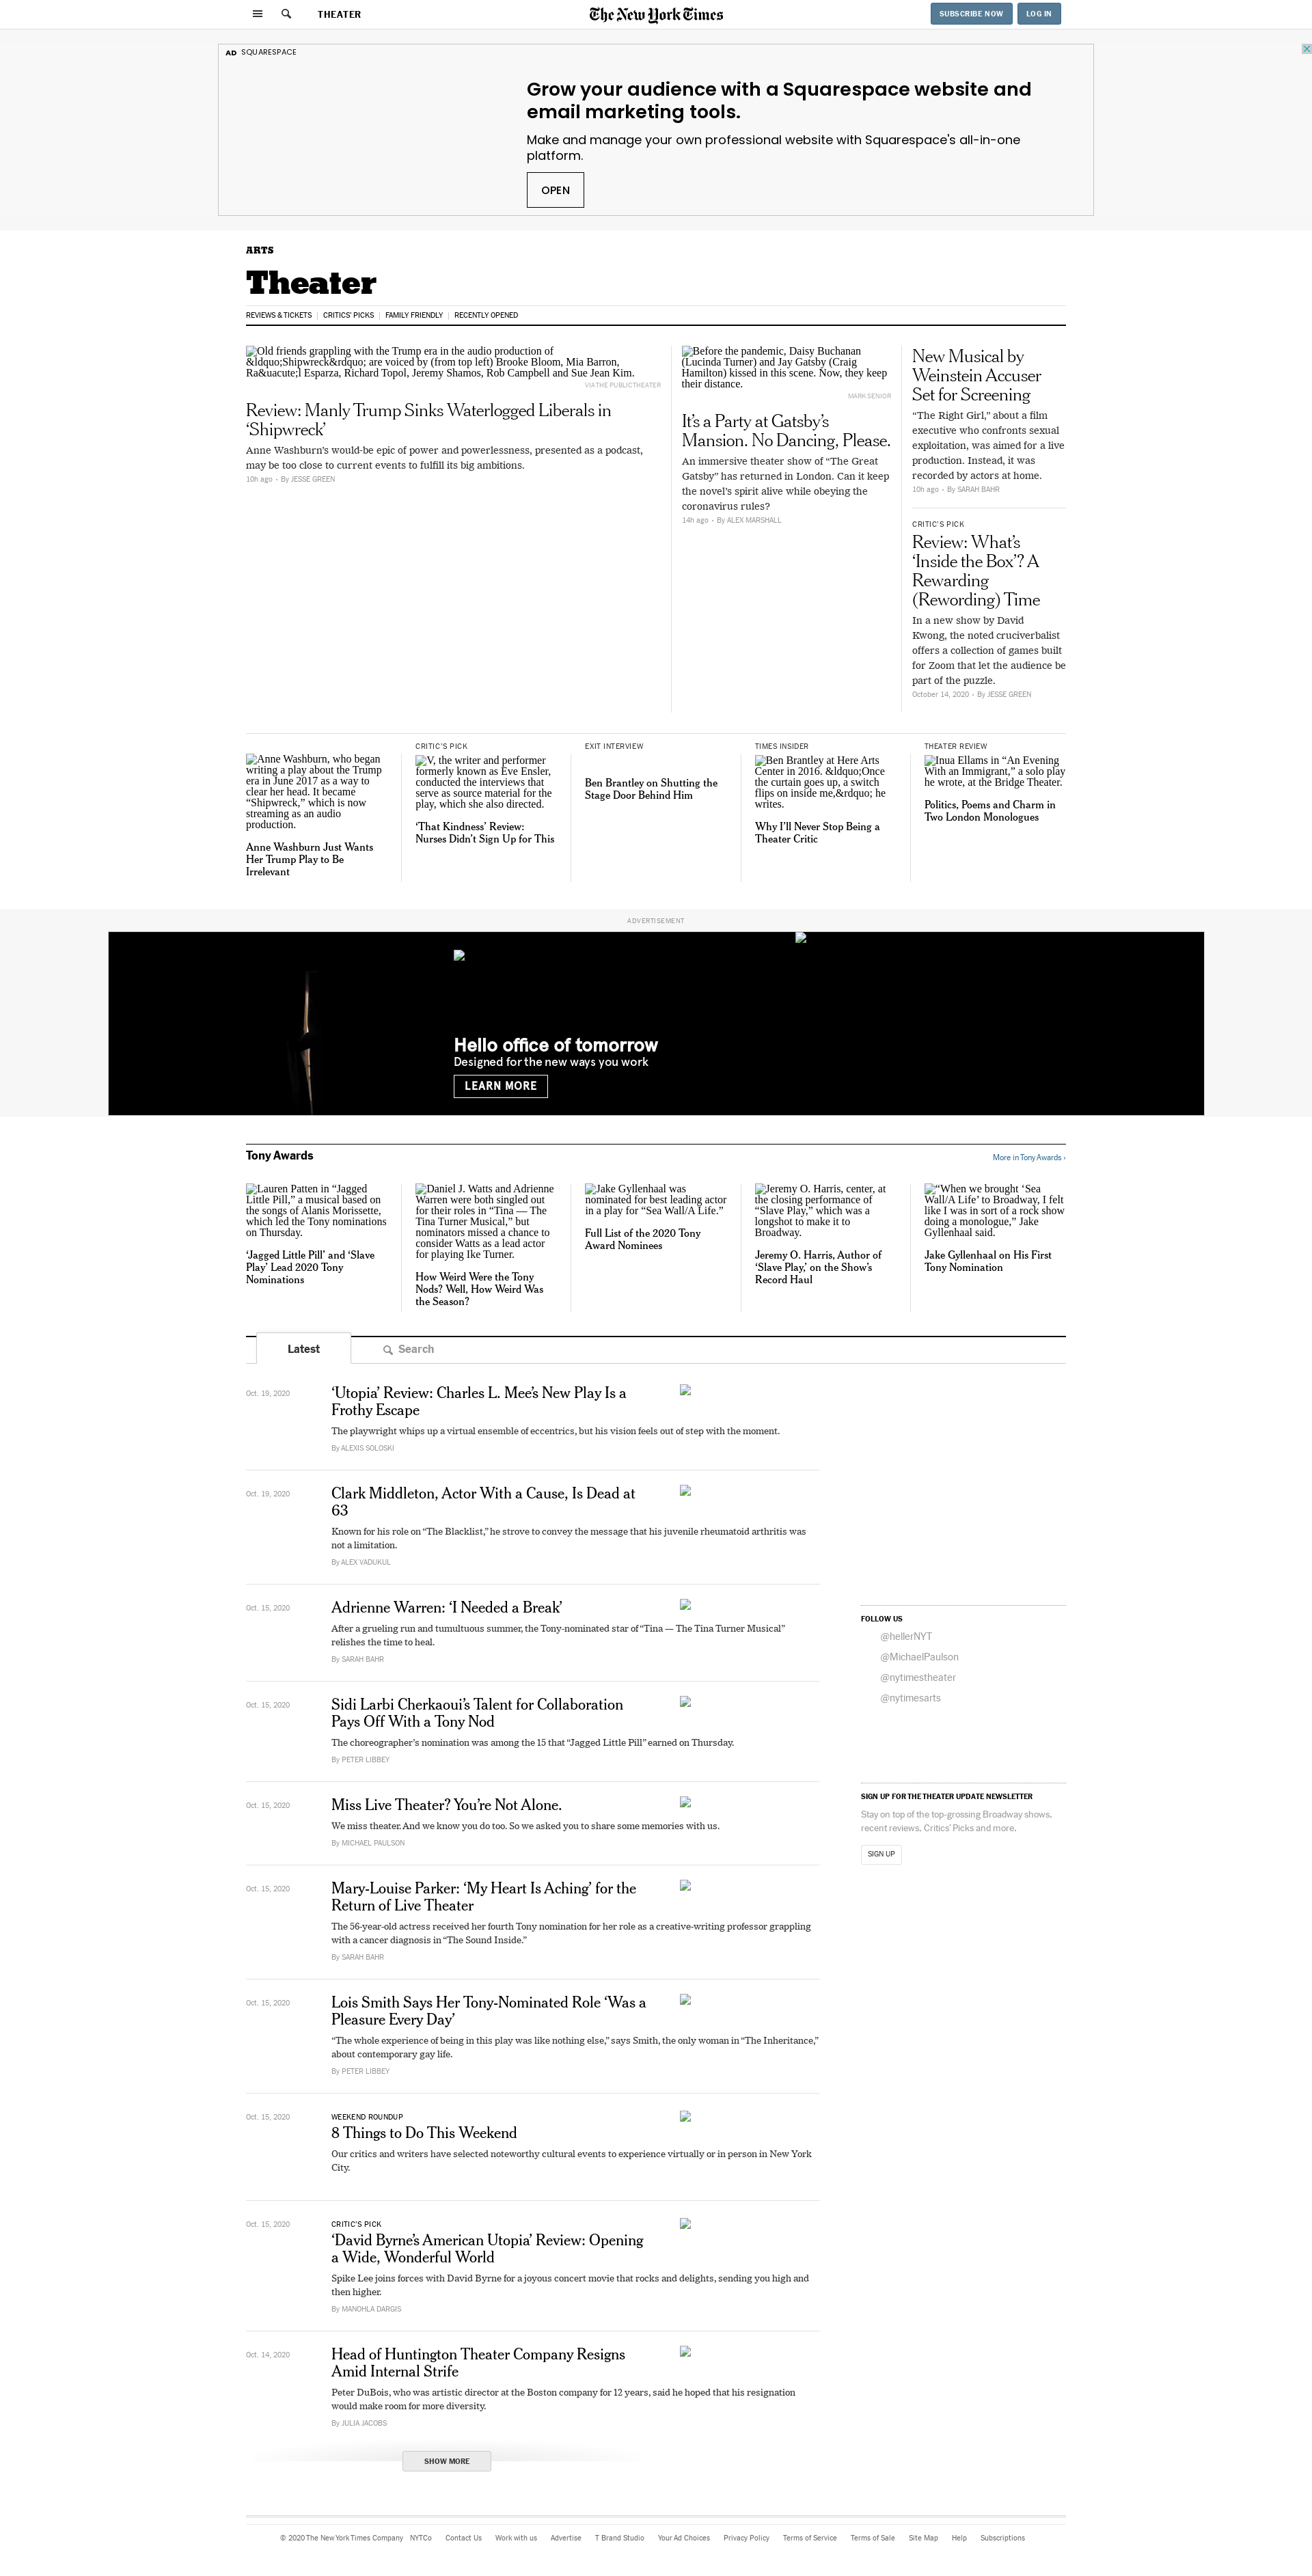 THEATER
The New York Times
SUBSCRIBE NOW
LOG IN
AD SQUARESPACE
Grow your audience with a Squarespace website and
email marketing tools.
Make and manage your own professional website with Squarespace's all-in-one
platform.
OPEN
ARTS
Theater
REVIEWS & TICKETS
CRITICS' PICKS
FAMILY FRIENDLY
RECENTLY OPENED
Old friends grappling with the Trump era in the audio production of
&ldquo;Shipwreck&rdquo; are voiced by (from top left) Brooke Bloom, Mia Barron,
Ra&uacute;l Esparza, Richard Topol, Jeremy Shamos, Rob Campbell and Sue Jean Kim.
VIA THE PUBLIC THEATER
Review: Manly Trump Sinks Waterlogged Liberals in
‘Shipwreck’
Anne Washburn’s would-be epic of power and powerlessness, presented as a podcast,
may be too close to current events to fulfill its big ambitions.
10h ago • By JESSE GREEN
Before the pandemic, Daisy Buchanan
(Lucinda Turner) and Jay Gatsby (Craig
Hamilton) kissed in this scene. Now, they keep
their distance.
MARK SENIOR
It’s a Party at Gatsby’s
Mansion. No Dancing, Please.
An immersive theater show of “The Great
Gatsby” has returned in London. Can it keep
the novel’s spirit alive while obeying the
coronavirus rules?
14h ago • By ALEX MARSHALL
New Musical by
Weinstein Accuser
Set for Screening
“The Right Girl,” about a film
executive who confronts sexual
exploitation, was aimed for a live
production. Instead, it was
recorded by actors at home.
10h ago • By SARAH BAHR
CRITIC’S PICK
Review: What’s
‘Inside the Box’? A
Rewarding
(Rewording) Time
In a new show by David
Kwong, the noted cruciverbalist
offers a collection of games built
for Zoom that let the audience be
part of the puzzle.
October 14, 2020 • By JESSE GREEN
Anne Washburn, who began
writing a play about the Trump
era in June 2017 as a way to
clear her head. It became
“Shipwreck,” which is now
streaming as an audio
production.
Anne Washburn Just Wants
Her Trump Play to Be
Irrelevant
CRITIC’S PICK
V, the writer and performer
formerly known as Eve Ensler,
conducted the interviews that
serve as source material for the
play, which she also directed.
‘That Kindness’ Review:
Nurses Didn’t Sign Up for This
EXIT INTERVIEW
Ben Brantley on Shutting the
Stage Door Behind Him
TIMES INSIDER
Ben Brantley at Here Arts
Center in 2016. &ldquo;Once
the curtain goes up, a switch
flips on inside me,&rdquo; he
writes.
Why I’ll Never Stop Being a
Theater Critic
THEATER REVIEW
Inua Ellams in “An Evening
With an Immigrant,” a solo play
he wrote, at the Bridge Theater.
Politics, Poems and Charm in
Two London Monologues
ADVERTISEMENT
Hello office of tomorrow
Designed for the new ways you work
LEARN MORE
Tony Awards
More in Tony Awards ›
Lauren Patten in “Jagged
Little Pill,” a musical based on
the songs of Alanis Morissette,
which led the Tony nominations
on Thursday.
‘Jagged Little Pill’ and ‘Slave
Play’ Lead 2020 Tony
Nominations
Daniel J. Watts and Adrienne
Warren were both singled out
for their roles in “Tina — The
Tina Turner Musical,” but
nominators missed a chance to
consider Watts as a lead actor
for playing Ike Turner.
How Weird Were the Tony
Nods? Well, How Weird Was
the Season?
Jake Gyllenhaal was
nominated for best leading actor
in a play for “Sea Wall/A Life.”
Full List of the 2020 Tony
Award Nominees
Jeremy O. Harris, center, at
the closing performance of
“Slave Play,” which was a
longshot to make it to
Broadway.
Jeremy O. Harris, Author of
‘Slave Play,’ on the Show’s
Record Haul
“When we brought ‘Sea
Wall/A Life’ to Broadway, I felt
like I was in sort of a rock show
doing a monologue,” Jake
Gyllenhaal said.
Jake Gyllenhaal on His First
Tony Nomination
Latest
Search
Oct. 19, 2020
‘Utopia’ Review: Charles L. Mee’s New Play Is a
Frothy Escape
The playwright whips up a virtual ensemble of eccentrics, but his vision feels out of step with the moment.
By ALEXIS SOLOSKI
Oct. 19, 2020
Clark Middleton, Actor With a Cause, Is Dead at
63
Known for his role on “The Blacklist,” he strove to convey the message that his juvenile rheumatoid arthritis was
not a limitation.
By ALEX VADUKUL
Oct. 15, 2020
Adrienne Warren: ‘I Needed a Break’
After a grueling run and tumultuous summer, the Tony-nominated star of “Tina — The Tina Turner Musical”
relishes the time to heal.
By SARAH BAHR
Oct. 15, 2020
Sidi Larbi Cherkaoui’s Talent for Collaboration
Pays Off With a Tony Nod
The choreographer’s nomination was among the 15 that “Jagged Little Pill” earned on Thursday.
By PETER LIBBEY
Oct. 15, 2020
Miss Live Theater? You’re Not Alone.
We miss theater. And we know you do too. So we asked you to share some memories with us.
By MICHAEL PAULSON
Oct. 15, 2020
Mary-Louise Parker: ‘My Heart Is Aching’ for the
Return of Live Theater
The 56-year-old actress received her fourth Tony nomination for her role as a creative-writing professor grappling
with a cancer diagnosis in “The Sound Inside.”
By SARAH BAHR
Oct. 15, 2020
Lois Smith Says Her Tony-Nominated Role ‘Was a
Pleasure Every Day’
“The whole experience of being in this play was like nothing else,” says Smith, the only woman in “The Inheritance,”
about contemporary gay life.
By PETER LIBBEY
Oct. 15, 2020
WEEKEND ROUNDUP
8 Things to Do This Weekend
Our critics and writers have selected noteworthy cultural events to experience virtually or in person in New York
City.
Oct. 15, 2020
CRITIC’S PICK
‘David Byrne’s American Utopia’ Review: Opening
a Wide, Wonderful World
Spike Lee joins forces with David Byrne for a joyous concert movie that rocks and delights, sending you high and
then higher.
By MANOHLA DARGIS
Oct. 14, 2020
Head of Huntington Theater Company Resigns
Amid Internal Strife
Peter DuBois, who was artistic director at the Boston company for 12 years, said he hoped that his resignation
would make room for more diversity.
By JULIA JACOBS
SHOW MORE
FOLLOW US
@hellerNYT
@MichaelPaulson
@nytimestheater
@nytimesarts
SIGN UP FOR THE THEATER UPDATE NEWSLETTER
Stay on top of the top-grossing Broadway shows,
recent reviews, Critics’ Picks and more.
SIGN UP
© 2020 The New York Times Company NYTCo Contact Us Work with us Advertise T Brand Studio Your Ad Choices Privacy Policy Terms of Service Terms of Sale Site Map Help Subscriptions